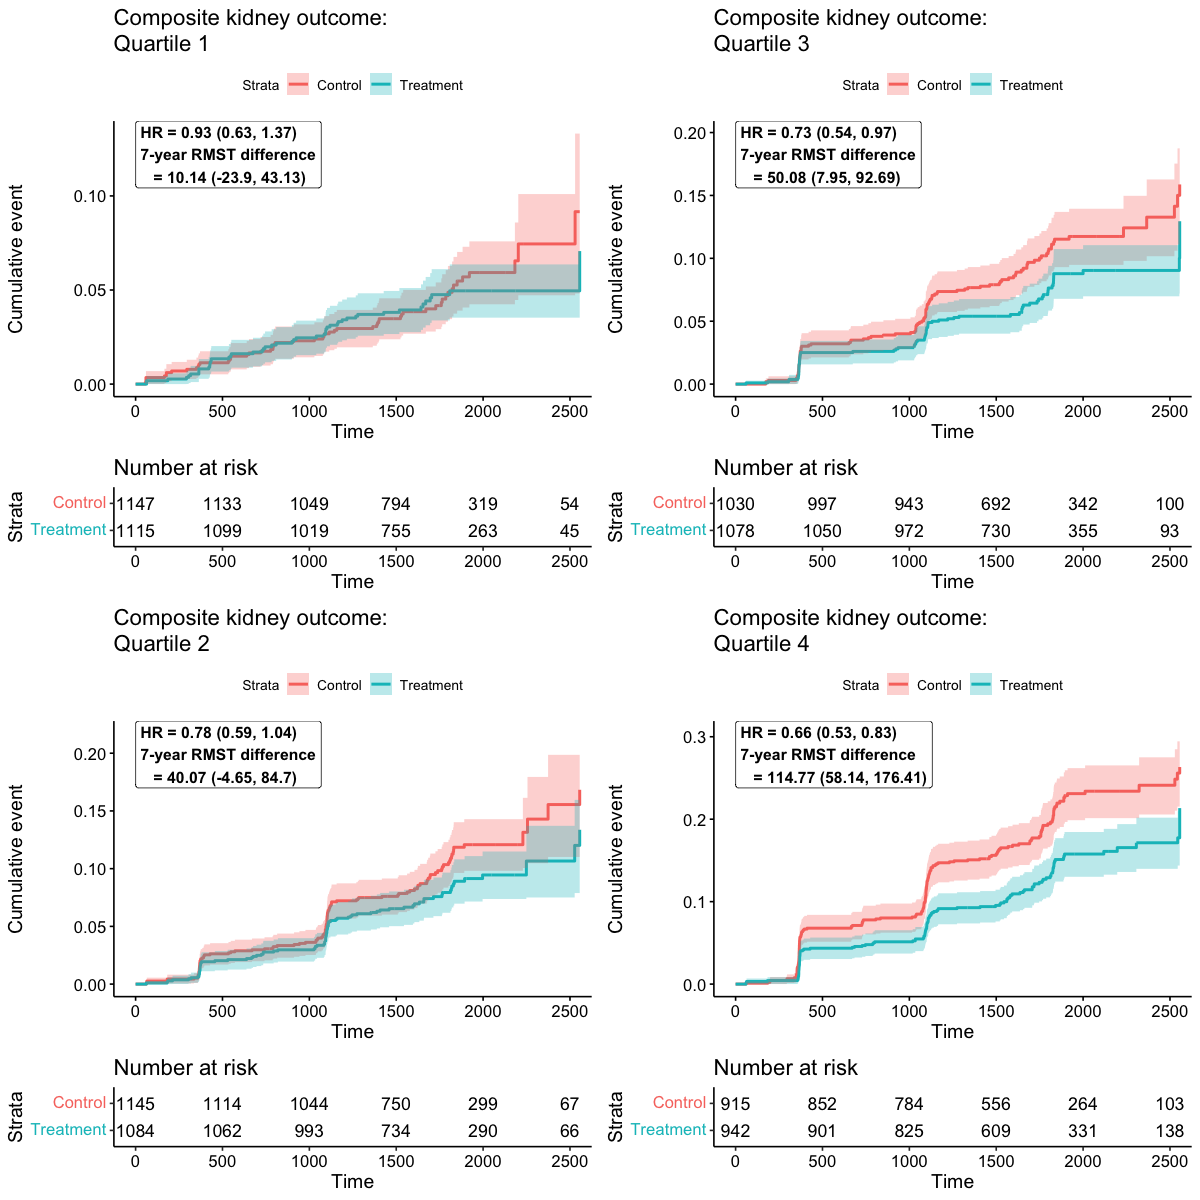 Composite kidney outcome:
Quartile 1
Strata Control Treatment
HR = 0.93 (0.63, 1.37)
7-year RMST difference
= 10.14 (-23.9, 43.13)
Cumulative event
0.10
0.05
0.00
0 500 1000 1500 2000 2500
Time
Number at risk
Strata
Control 1147 1133 1049 794 319 54
Treatment 1115 1099 1019 755 263 45
0 500 1000 1500 2000 2500
Time
Composite kidney outcome:
Quartile 3
Strata Control Treatment
HR = 0.73 (0.54, 0.97)
7-year RMST difference
= 50.08 (7.95, 92.69)
Cumulative event
0.20
0.15
0.10
0.05
0.00
0 500 1000 1500 2000 2500
Time
Number at risk
Strata
Control 1030 997 943 692 342 100
Treatment 1078 1050 972 730 355 93
0 500 1000 1500 2000 2500
Time
Composite kidney outcome:
Quartile 2
Strata Control Treatment
HR = 0.78 (0.59, 1.04)
7-year RMST difference
= 40.07 (-4.65, 84.7)
Cumulative event
0.20
0.15
0.10
0.05
0.00
0 500 1000 1500 2000 2500
Time
Number at risk
Strata
Control 1145 1114 1044 750 299 67
Treatment 1084 1062 993 734 290 66
0 500 1000 1500 2000 2500
Time
Composite kidney outcome:
Quartile 4
Strata Control Treatment
HR = 0.66 (0.53, 0.83)
7-year RMST difference
= 114.77 (58.14, 176.41)
Cumulative event
0.3
0.2
0.1
0.0
0 500 1000 1500 2000 2500
Time
Number at risk
Strata
Control 915 852 784 556 264 103
Treatment 942 901 825 609 331 138
0 500 1000 1500 2000 2500
Time